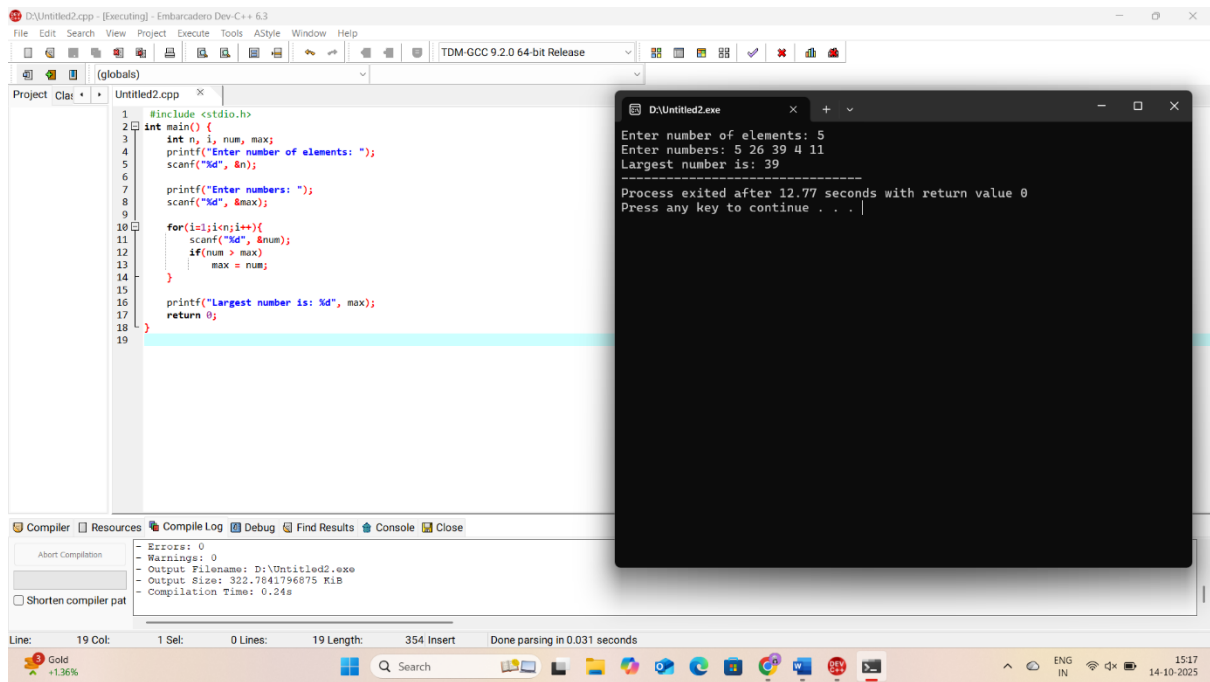 D:\Untitled2.cpp - [Executing] - Embarcadero Dev-C++ 6.3
File Edit Search View Project Execute Tools AStyle Window Help
TDM-GCC 9.2.0 64-bit Release
(globals)
Project Clas Untitled2.cpp
1 #include <stdio.h>
2 int main() {
3 int n, i, num, max;
4 printf("Enter number of elements: ");
5 scanf("%d", &n);
6
7 printf("Enter numbers: ");
8 scanf("%d", &max);
9
10 for(i=1;i<n;i++){
11 scanf("%d", &num);
12 if(num > max)
13 max = num;
14 }
15
16 printf("Largest number is: %d", max);
17 return 0;
18 }
19
D:\Untitled2.exe
Enter number of elements: 5
Enter numbers: 5 26 39 4 11
Largest number is: 39
--------------------------------
Process exited after 12.77 seconds with return value 0
Press any key to continue . . .
Compiler Resources Compile Log Debug Find Results Console Close
Abort Compilation
Shorten compiler pat
- Errors: 0
- Warnings: 0
- Output Filename: D:\Untitled2.exe
- Output Size: 322.7841796875 KiB
- Compilation Time: 0.24s
Line: 19 Col: 1 Sel: 0 Lines: 19 Length: 354 Insert Done parsing in 0.031 seconds
3
Gold
+1.36%
Search
DEV
C++
ENG
IN
15:17
14-10-2025